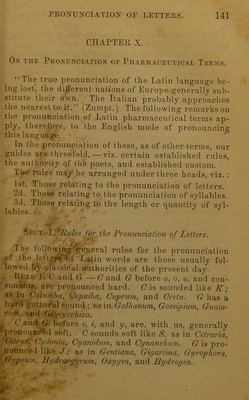 PRONUNCIATION OF LETTERS. 141
CHAPTER X.
ON THE PRONUNCIATION OF PHARMACEUTICAL TERMS.
"The true pronunciation of the Latin language be-
ing lost, the different nations of Europe generally sub-
stitute their own. The Italian probably approaches
the nearest to it." (Zumpt.) The following remarks on
the pronunciation of Latin pharmaceutical terms ap-
ply, therefore, to the English mode of pronouncing
this language.
In the pronunciation of these, as of other terms, our
guides are threefold,—viz. certain established rules,
the authority of the poets, and established custom.
The rules may be arranged under three heads, viz.:
1st. Those relating to the pronunciation of letters.
2d. Those relating to the pronunciation of syllables.
3d. Those relating to the length or quantity of syl-
lables.
SECT. 1. Rules for the Pronunciation of Letters.
The following general rules for the pronunciation
of the letters of Latin words are those usually fol-
lowed by classical authorities of the present day.
RULE I. C and G.—C and G before a, o, u, and con-
sonants, are pronounced hard. C is sounded like K;
as in Columba, Copaiba, Cuprum, and Creta. G has a
hard guttural sound; as in Galbanum, Gossipium, Guaia-
cum, and Glycyrrhiza.
C and G before e, i, and y, are, with us, generally
pronounced soft. C sounds soft like S, as in Cetraria,
Citrus, Cydonia, Cyanidum, and Cynanchum. G is pro-
nounced like J; as in Gentiana, Gigartina, Gyrophora,
Gypsum, Hydrargyrum, Oxygen, and Hydrogen.